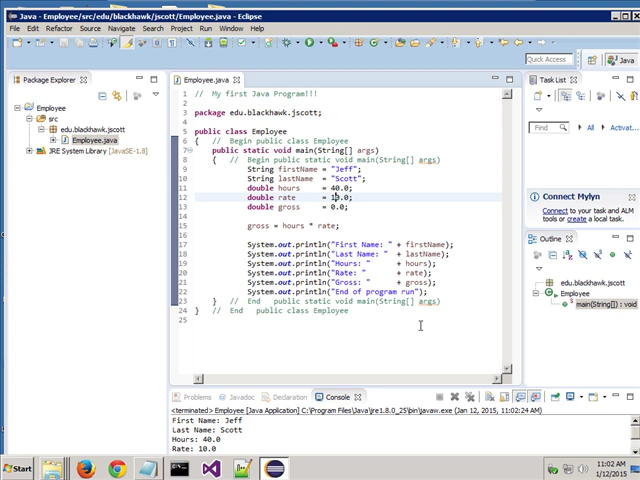 Java - Employee/src/edu/blackhawk/jscott/Employee.java - Eclipse
File Edit Source Refactor Navigate Search Project Run Window Help
Quick Access
Java
Package Explorer
Employee
src
edu.blackhawk.jscott
Employee.java
JRE System Library [JavaSE-1.8]
Employee.java
1 // My first Java Program!!!
2
3 package edu.blackhawk.jscott;
4
5 public class Employee
6 { // Begin public class Employee
7 public static void main(String[] args)
8 { // Begin public static void main(String[] args)
9 String firstName = "Jeff";
10 String lastName = "Scott";
11 double hours = 40.0;
12 double rate = 10.0;
13 double gross = 0.0;
14
15 gross = hours * rate;
16
17 System.out.println("First Name: " + firstName);
18 System.out.println("Last Name: " + lastName);
19 System.out.println("Hours: " + hours);
20 System.out.println("Rate: " + rate);
21 System.out.println("Gross: " + gross);
22 System.out.println("End of program run");
23 } // End public static void main(String[] args)
24 } // End public class Employee
25
Task List
Find
All
Activ...
Connect Mylyn
Connect to your task and ALM
tools or create a local task.
Outline
edu.blackhawk.jscott
Employee
main(String[]) : void
Problems Javadoc Declaration Console
<terminated> Employee [Java Application] C:\Program Files\Java\jre1.8.0_25\bin\javaw.exe (Jan 12, 2015, 11:02:24 AM)
First Name: Jeff
Last Name: Scott
Hours: 40.0
Rate: 10.0
Start
11:02 AM
1/12/2015